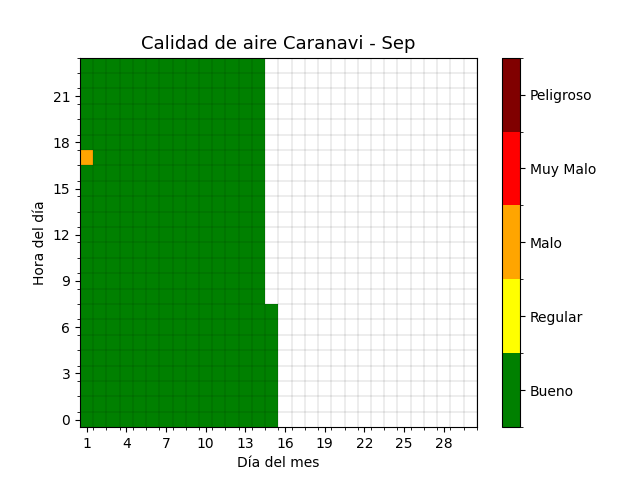 Calidad de aire Caranavi - Sep
Hora del día
21
18
15
12
9
6
3
0
1 4 7 10 13 16 19 22 25 28
Día del mes
Peligroso
Muy Malo
Malo
Regular
Bueno